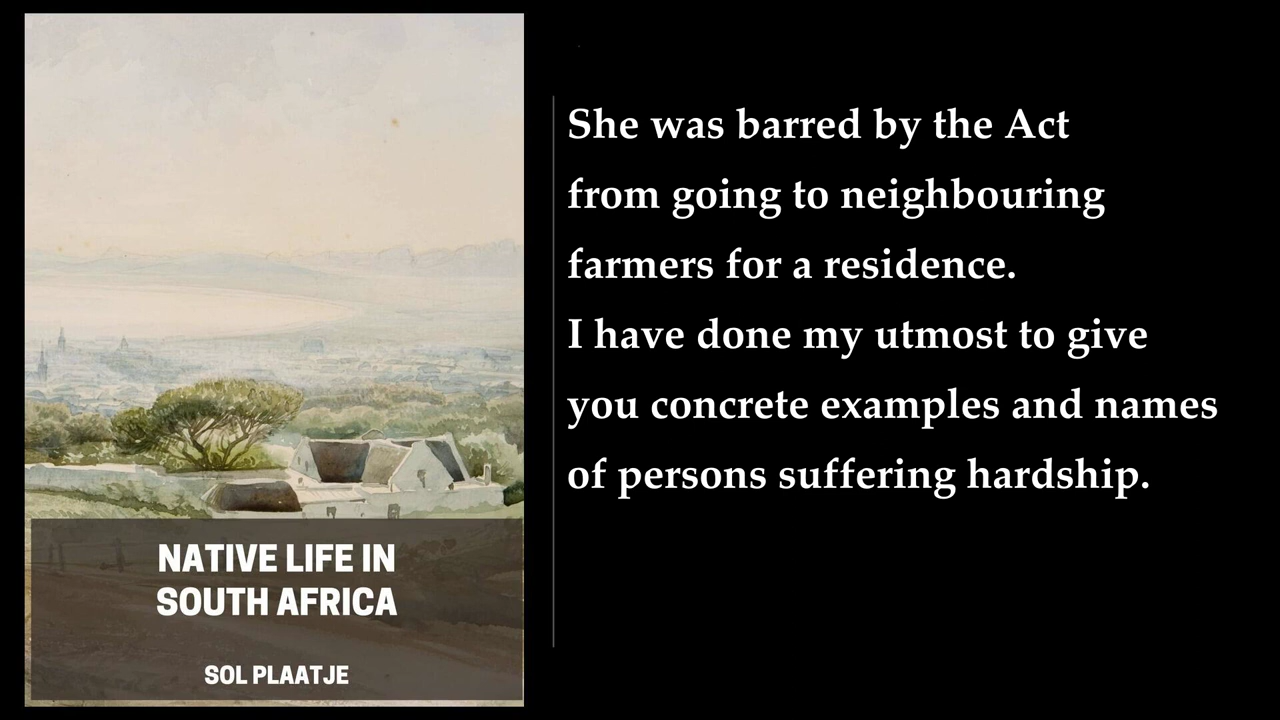 She was barred by the Act
from going to neighbouring
farmers for a residence.
I have done my utmost to give
you concrete examples and names
of persons suffering hardship.
NATIVE LIFE IN
SOUTH AFRICA
SOL PLAATJE